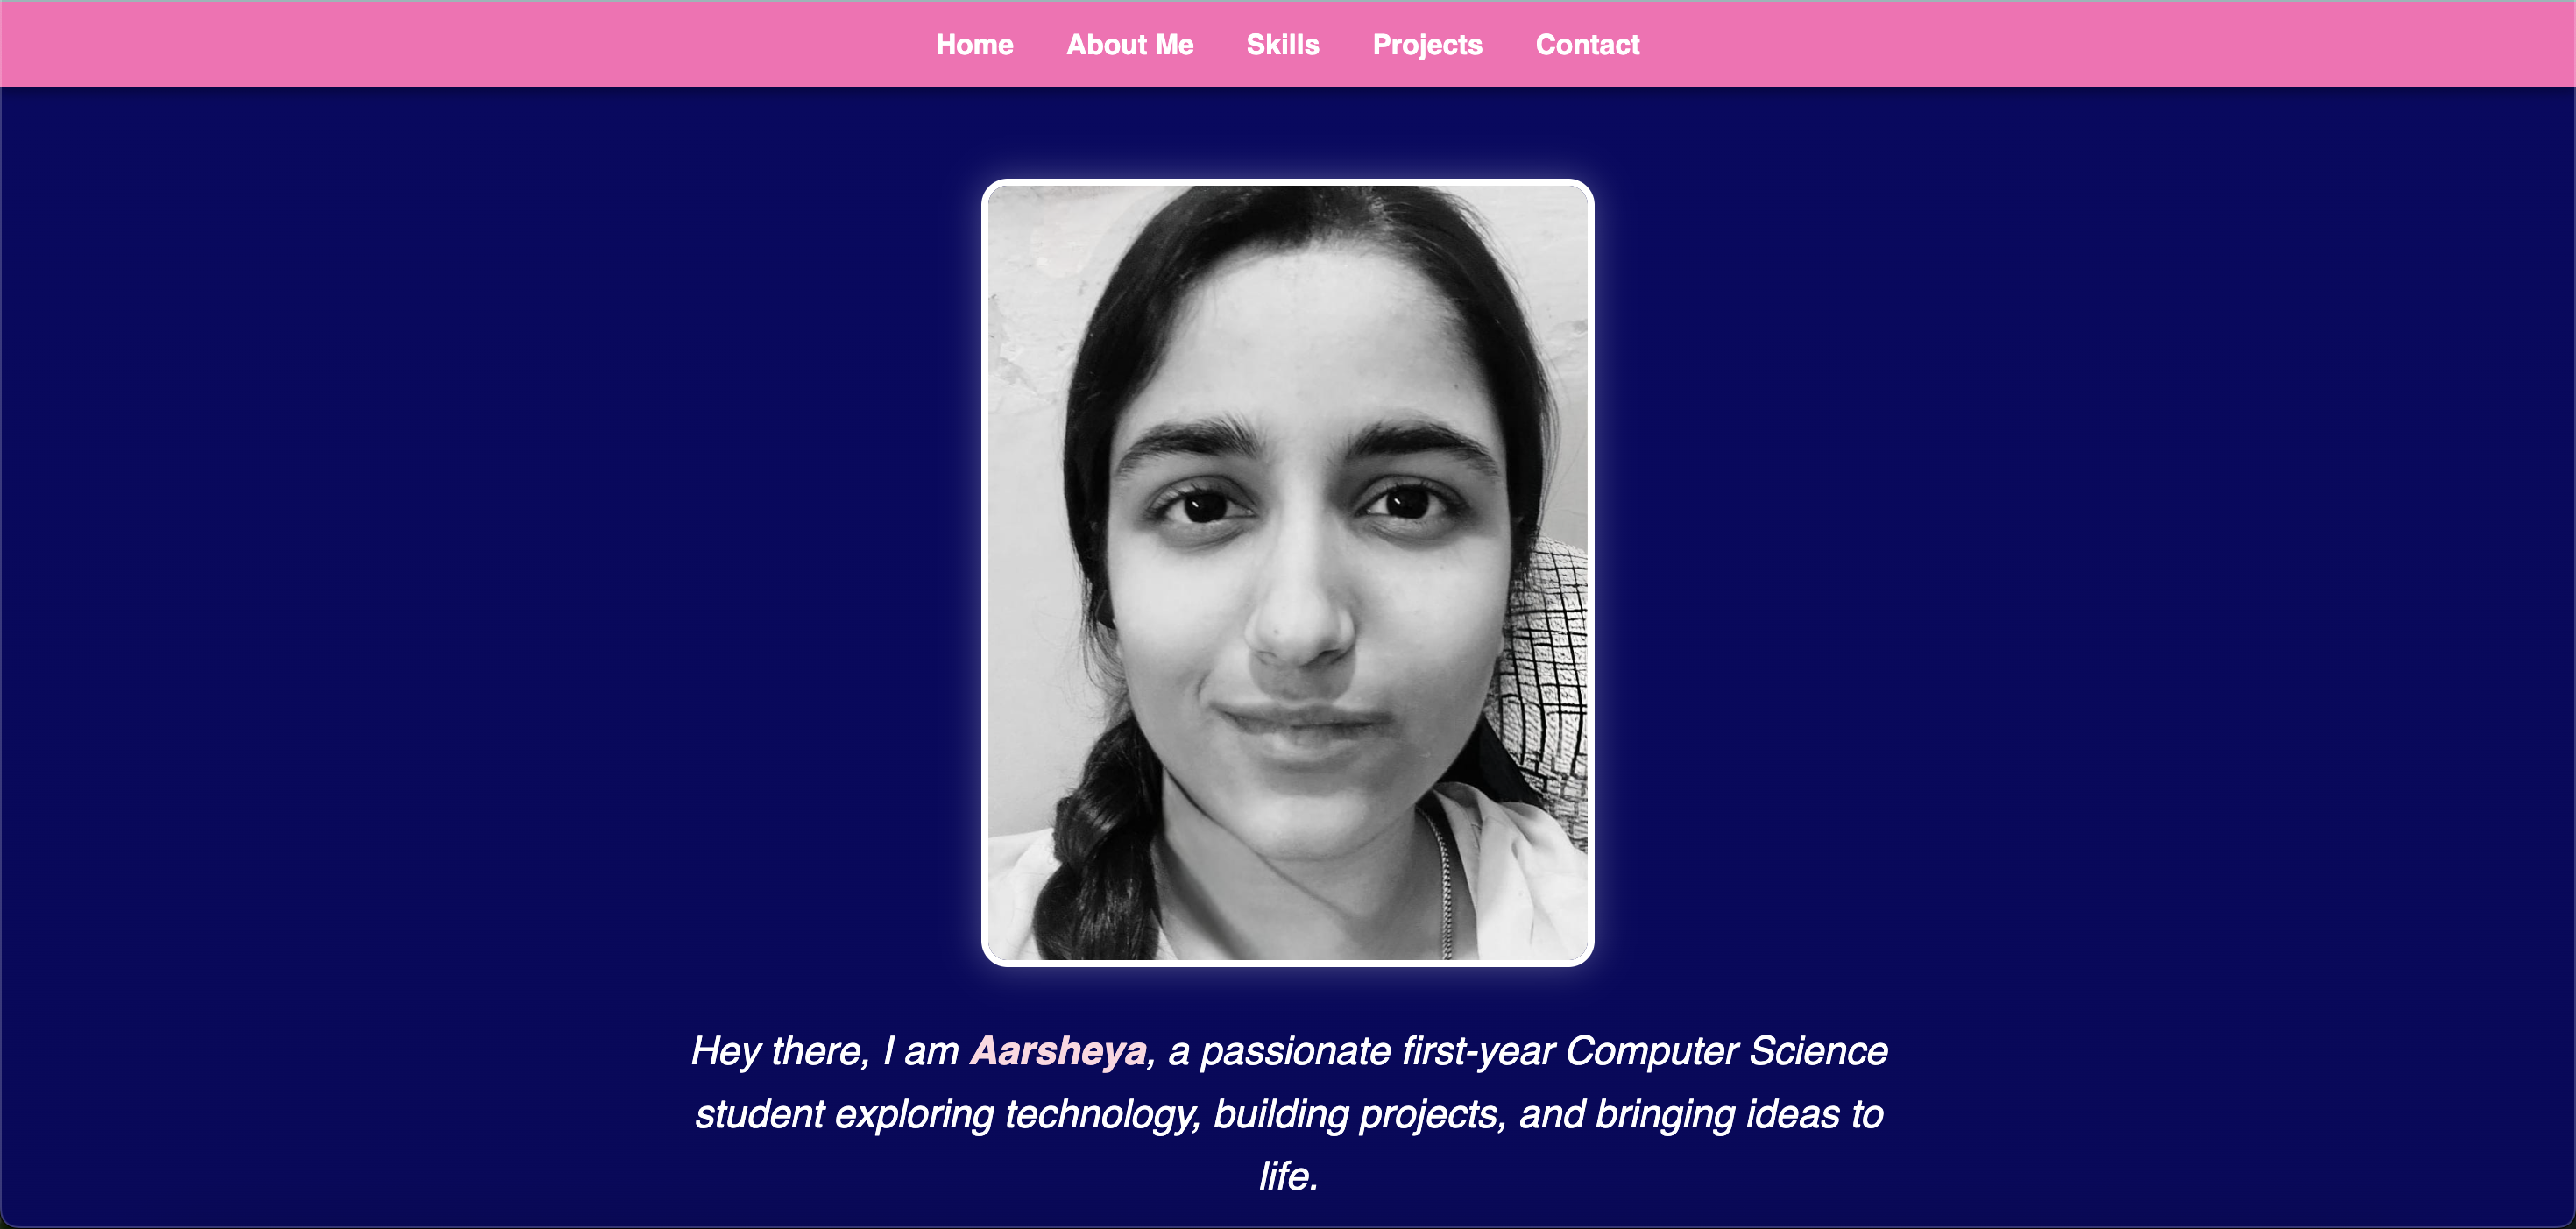 Home About Me Skills Projects Contact
Hey there, I am Aarsheya, a passionate first-year Computer Science
student exploring technology, building projects, and bringing ideas to
life.